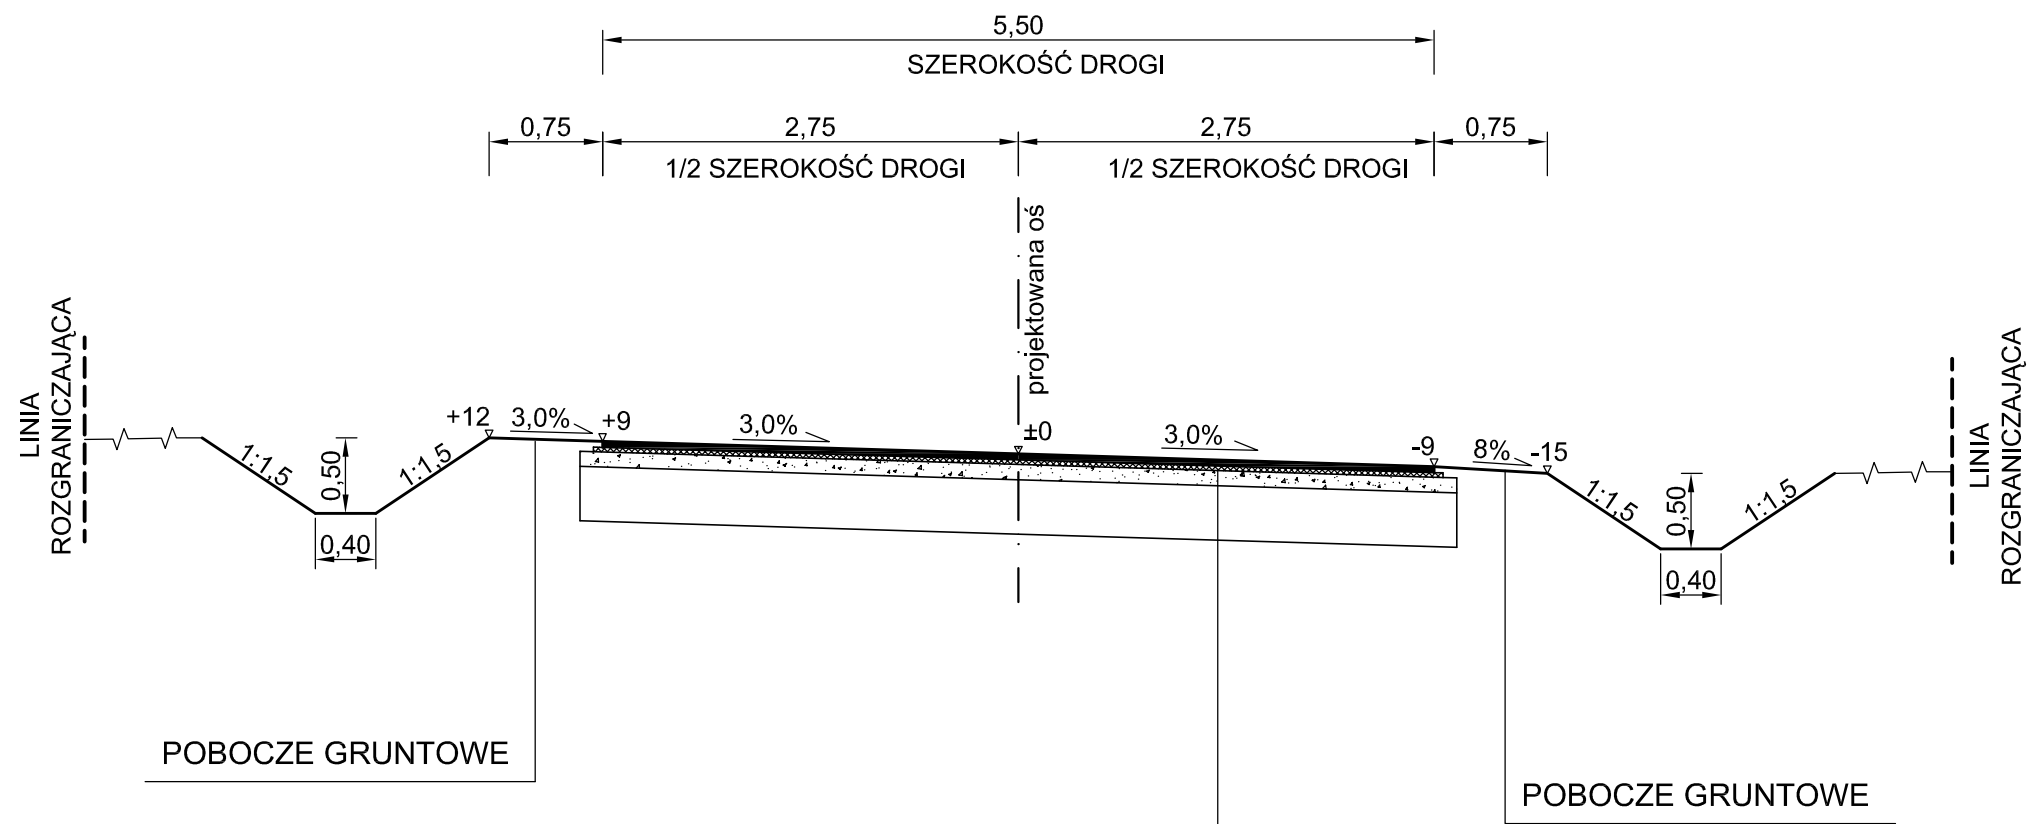 5,50
SZEROKOŚĆ DROGI
0,75
2,75
2,75
0,75
1/2 SZEROKOŚĆ DROGI
1/2 SZEROKOŚĆ DROGI
projektowana oś
LINIA
ROZGRANICZAJĄCA
LINIA
ROZGRANICZAJĄCA
+12
3,0%
+9
3,0%
±0
3,0%
-9
8%
-15
1:1,5
0,50
1:1,5
0,40
1:1,5
0,50
1:1,5
0,40
POBOCZE GRUNTOWE
POBOCZE GRUNTOWE